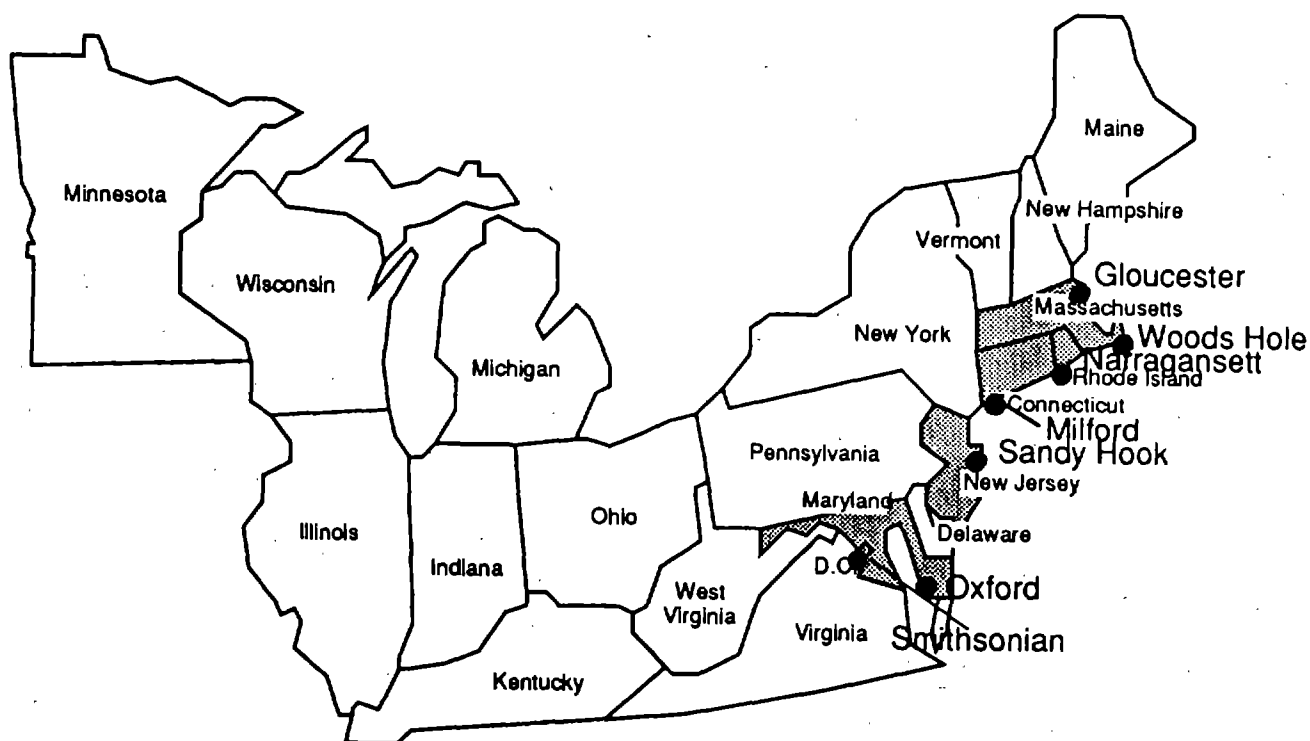 Maine
Minnesota
New Hampshire
Vermont
Gloucester
Wisconsin
Massachusetts
New York
Woods Hole
Narragansett
Michigan
Rhode Island
Connecticut
Milford
Pennsylvania
Sandy Hook
New Jersey
Maryland
Ohio
Illinois
Delaware
Indiana
D.C.
West
Virginia
Oxford
Virginia
Smithsonian
Kentucky